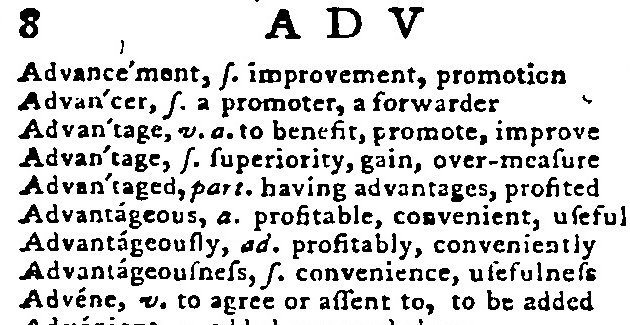 8 ADV
Advance'ment, ſ. improvement, promotion
Advan'cer, ſ. a promoter, a forwarder
Advan'tage, v. a. to benefit, promote, improve
Advan'tage, ſ. ſuperiority, gain, over-meaſure
Advan'taged, part. having advantages, profited
Advantágeous, a. profitable, convenient, uſeful
Advantágeouſly, ad. profitably, conveniently
Advantágeouſneſs, ſ. convenience, uſefulneſs
Advéne, v. to agree or aſſent to, to be added